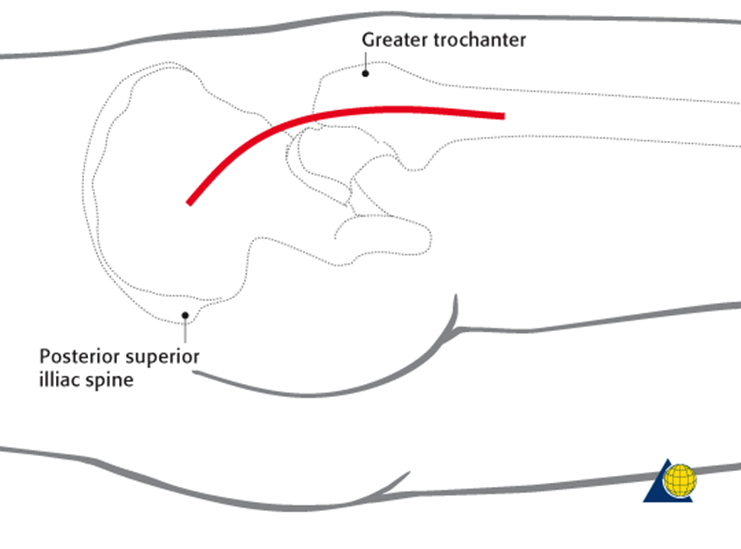 Greater trochanter
Posterior superior
illiac spine